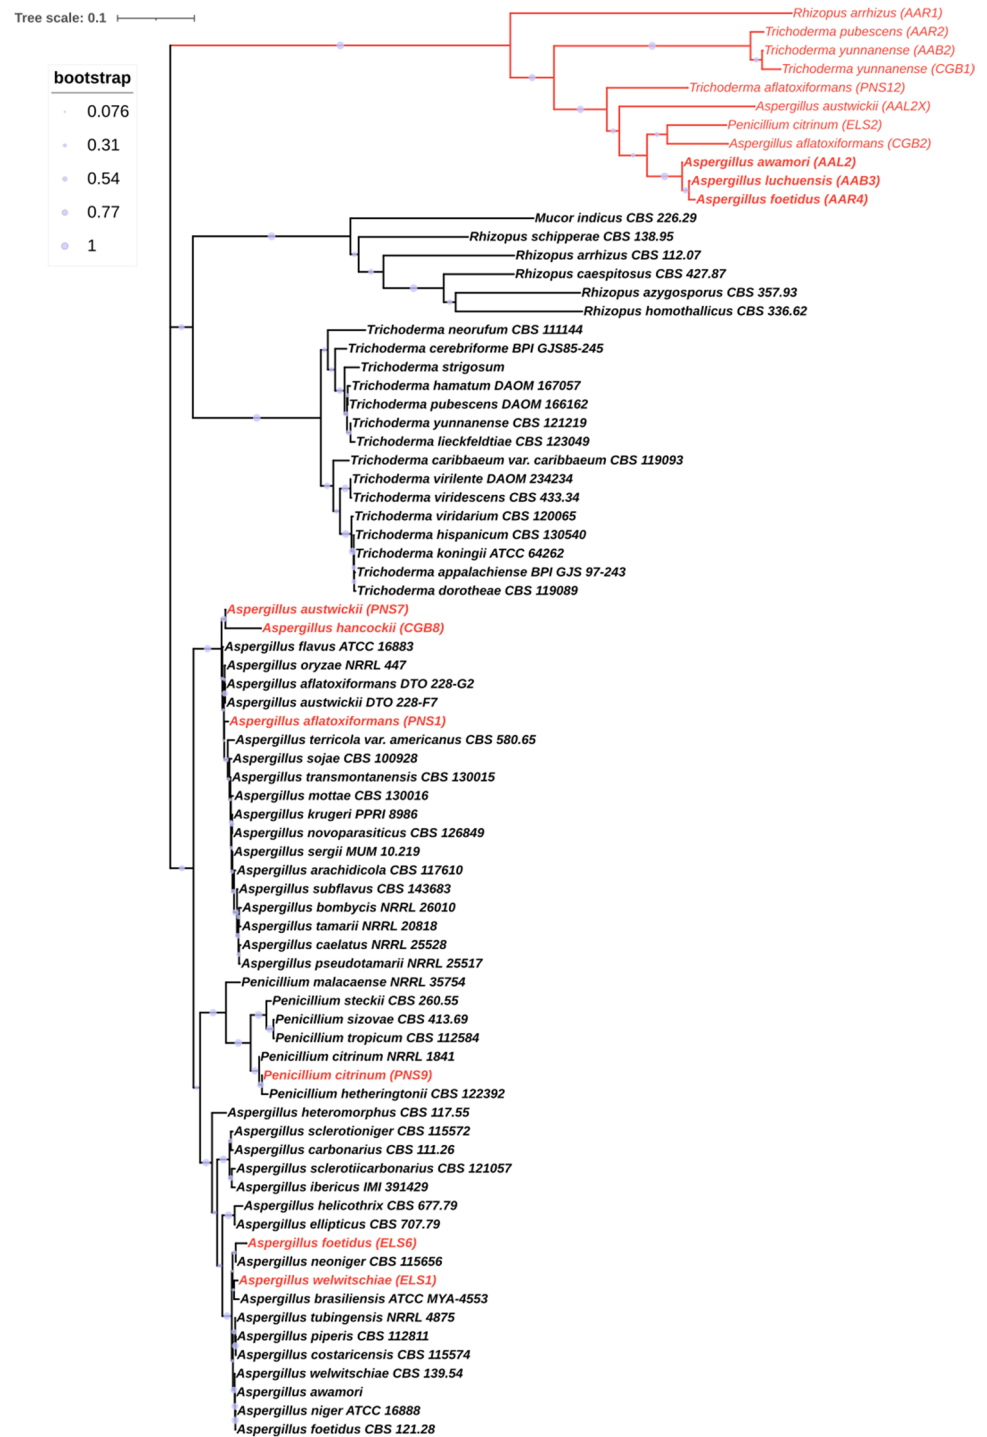 Tree scale: 0.1
bootstrap
0.076
0.31
0.54
0.77
1
Rhizopus arrhizus (AAR1)
Trichoderma pubescens (AAR2)
Trichoderma yunnanense (AAB2)
Trichoderma yunnanense (CGB1)
Trichoderma aflatoxiformans (PNS12)
Aspergillus austwickii (AAL2X)
Penicillium citrinum (ELS2)
Aspergillus aflatoxiformans (CGB2)
Aspergillus awamori (AAL2)
Aspergillus luchuensis (AAB3)
Aspergillus foetidus (AAR4)
Mucor indicus CBS 226.29
Rhizopus schipperae CBS 138.95
Rhizopus arrhizus CBS 112.07
Rhizopus caespitosus CBS 427.87
Rhizopus azygosporus CBS 357.93
Rhizopus homothallicus CBS 336.62
Trichoderma neorufum CBS 111144
Trichoderma cerebriforme BPI GJS85-245
Trichoderma strigosum
Trichoderma hamatum DAOM 167057
Trichoderma pubescens DAOM 166162
Trichoderma yunnanense CBS 121219
Trichoderma lieckfeldtiae CBS 123049
Trichoderma caribbaeum var. caribbaeum CBS 119093
Trichoderma virilente DAOM 234234
Trichoderma viridescens CBS 433.34
Trichoderma viridarium CBS 120065
Trichoderma hispanicum CBS 130540
Trichoderma koningii ATCC 64262
Trichoderma appalachiense BPI GJS 97-243
Trichoderma dorotheae CBS 119089
Aspergillus austwickii (PNS7)
Aspergillus hancockii (CGB8)
Aspergillus flavus ATCC 16883
Aspergillus oryzae NRRL 447
Aspergillus aflatoxiformans DTO 228-G2
Aspergillus austwickii DTO 228-F7
Aspergillus aflatoxiformans (PNS1)
Aspergillus terricola var. americanus CBS 580.65
Aspergillus sojae CBS 100928
Aspergillus transmontanensis CBS 130015
Aspergillus mottae CBS 130016
Aspergillus krugeri PPRI 8986
Aspergillus novoparasiticus CBS 126849
Aspergillus sergii MUM 10.219
Aspergillus arachidicola CBS 117610
Aspergillus subflavus CBS 143683
Aspergillus bombycis NRRL 26010
Aspergillus tamarii NRRL 20818
Aspergillus caelatus NRRL 25528
Aspergillus pseudotamarii NRRL 25517
Penicillium malacaense NRRL 35754
Penicillium steckii CBS 260.55
Penicillium sizovae CBS 413.69
Penicillium tropicum CBS 112584
Penicillium citrinum NRRL 1841
Penicillium citrinum (PNS9)
Penicillium hetheringtonii CBS 122392
Aspergillus heteromorphus CBS 117.55
Aspergillus sclerotioniger CBS 115572
Aspergillus carbonarius CBS 111.26
Aspergillus sclerotiicarbonarius CBS 121057
Aspergillus ibericus IMI 391429
Aspergillus helicothrix CBS 677.79
Aspergillus ellipticus CBS 707.79
Aspergillus foetidus (ELS6)
Aspergillus neoniger CBS 115656
Aspergillus welwitschiae (ELS1)
Aspergillus brasiliensis ATCC MYA-4553
Aspergillus tubingensis NRRL 4875
Aspergillus piperis CBS 112811
Aspergillus costaricensis CBS 115574
Aspergillus welwitschiae CBS 139.54
Aspergillus awamori
Aspergillus niger ATCC 16888
Aspergillus foetidus CBS 121.28